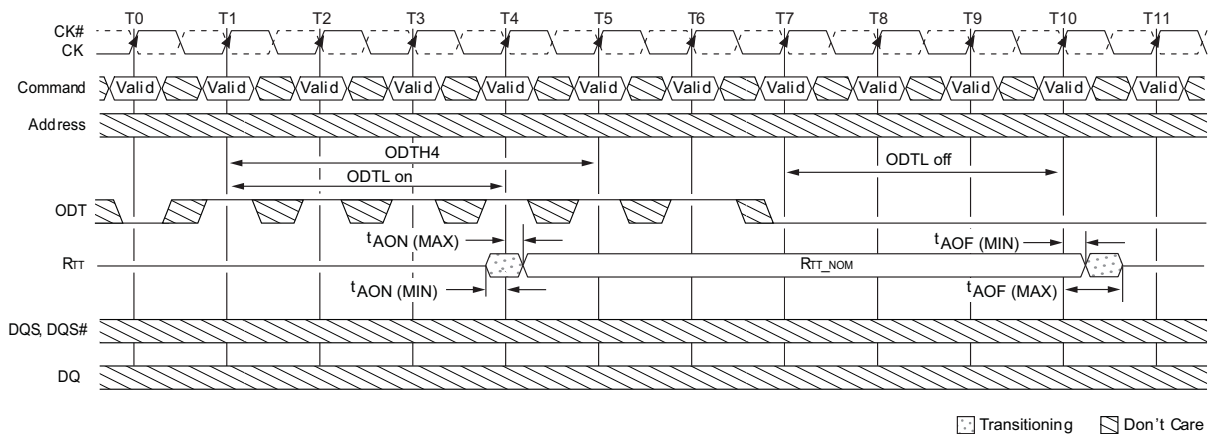 T0 T1 T2 T3 T4 T5 T6 T7 T8 T9 T10 T11
CK#
CK
Command Valid Valid Valid Valid Valid Valid Valid Valid Valid Valid Valid Valid
Address
ODTH4
ODTL off
ODTL on
ODT
tAON (MAX)
tAOF (MIN)
RTT
RTT_NOM
tAON (MIN)
tAOF (MAX)
DQS, DQS#
DQ
Transitioning Don't Care